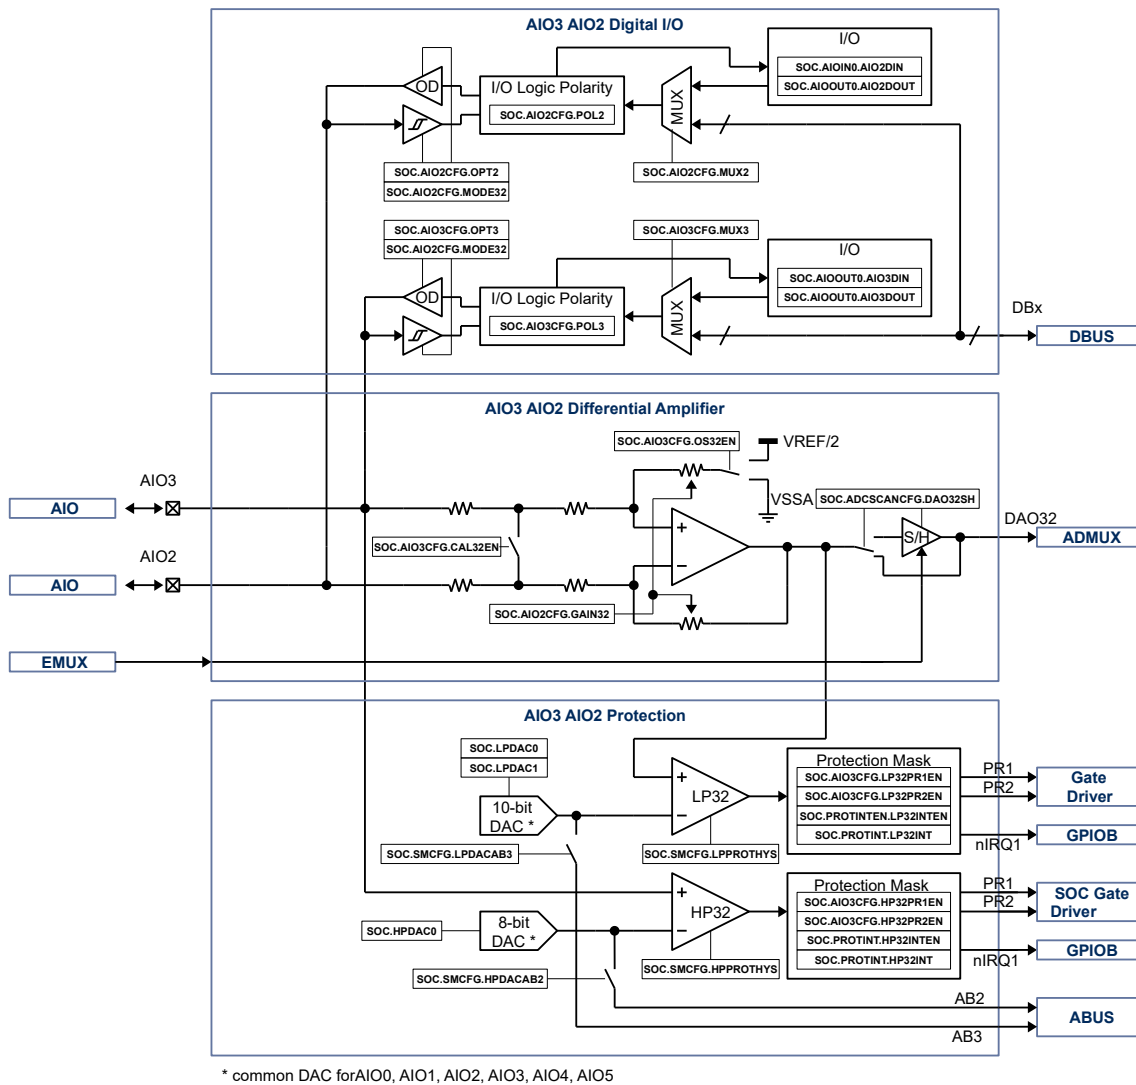 AIO3 AIO2 Digital I/O
I/O
SOC.AIOIN0.AIO2DIN
SOC.AIOOUT0.AIO2DOUT
OD
I/O Logic Polarity
SOC.AIO2CFG.POL2
MUX
SOC.AIO2CFG.OPT2
SOC.AIO2CFG.MODE32
SOC.AIO2CFG.MUX2
SOC.AIO3CFG.OPT3
SOC.AIO2CFG.MODE32
SOC.AIO3CFG.MUX3
I/O
SOC.AIOOUT0.AIO3DIN
SOC.AIOOUT0.AIO3DOUT
OD
I/O Logic Polarity
SOC.AIO3CFG.POL3
MUX
DBx
DBUS
AIO3 AIO2 Differential Amplifier
SOC.AIO3CFG.OS32EN
VREF/2
VSSA
SOC.ADCSCANCFG.DAO32SH
AIO3
AIO
+
S/H
DAO32
ADMUX
SOC.AIO3CFG.CAL32EN
AIO2
AIO
−
SOC.AIO2CFG.GAIN32
EMUX
AIO3 AIO2 Protection
SOC.LPDAC0
SOC.LPDAC1
10-bit
DAC *
+
LP32
−
Protection Mask
SOC.AIO3CFG.LP32PR1EN
SOC.AIO3CFG.LP32PR2EN
SOC.PROTINTEN.LP32INTEN
SOC.PROTINT.LP32INT
PR1
PR2
Gate
Driver
nIRQ1
GPIOB
SOC.SMCFG.LPDACAB3
SOC.SMCFG.LPPROTHYS
SOC.HPDAC0
8-bit
DAC *
+
HP32
−
Protection Mask
SOC.AIO3CFG.HP32PR1EN
SOC.AIO3CFG.HP32PR2EN
SOC.PROTINT.HP32INTEN
SOC.PROTINT.HP32INT
PR1
PR2
SOC Gate
Driver
nIRQ1
GPIOB
SOC.SMCFG.HPDACAB2
SOC.SMCFG.HPPROTHYS
AB2
AB3
ABUS
* common DAC forAIO0, AIO1, AIO2, AIO3, AIO4, AIO5